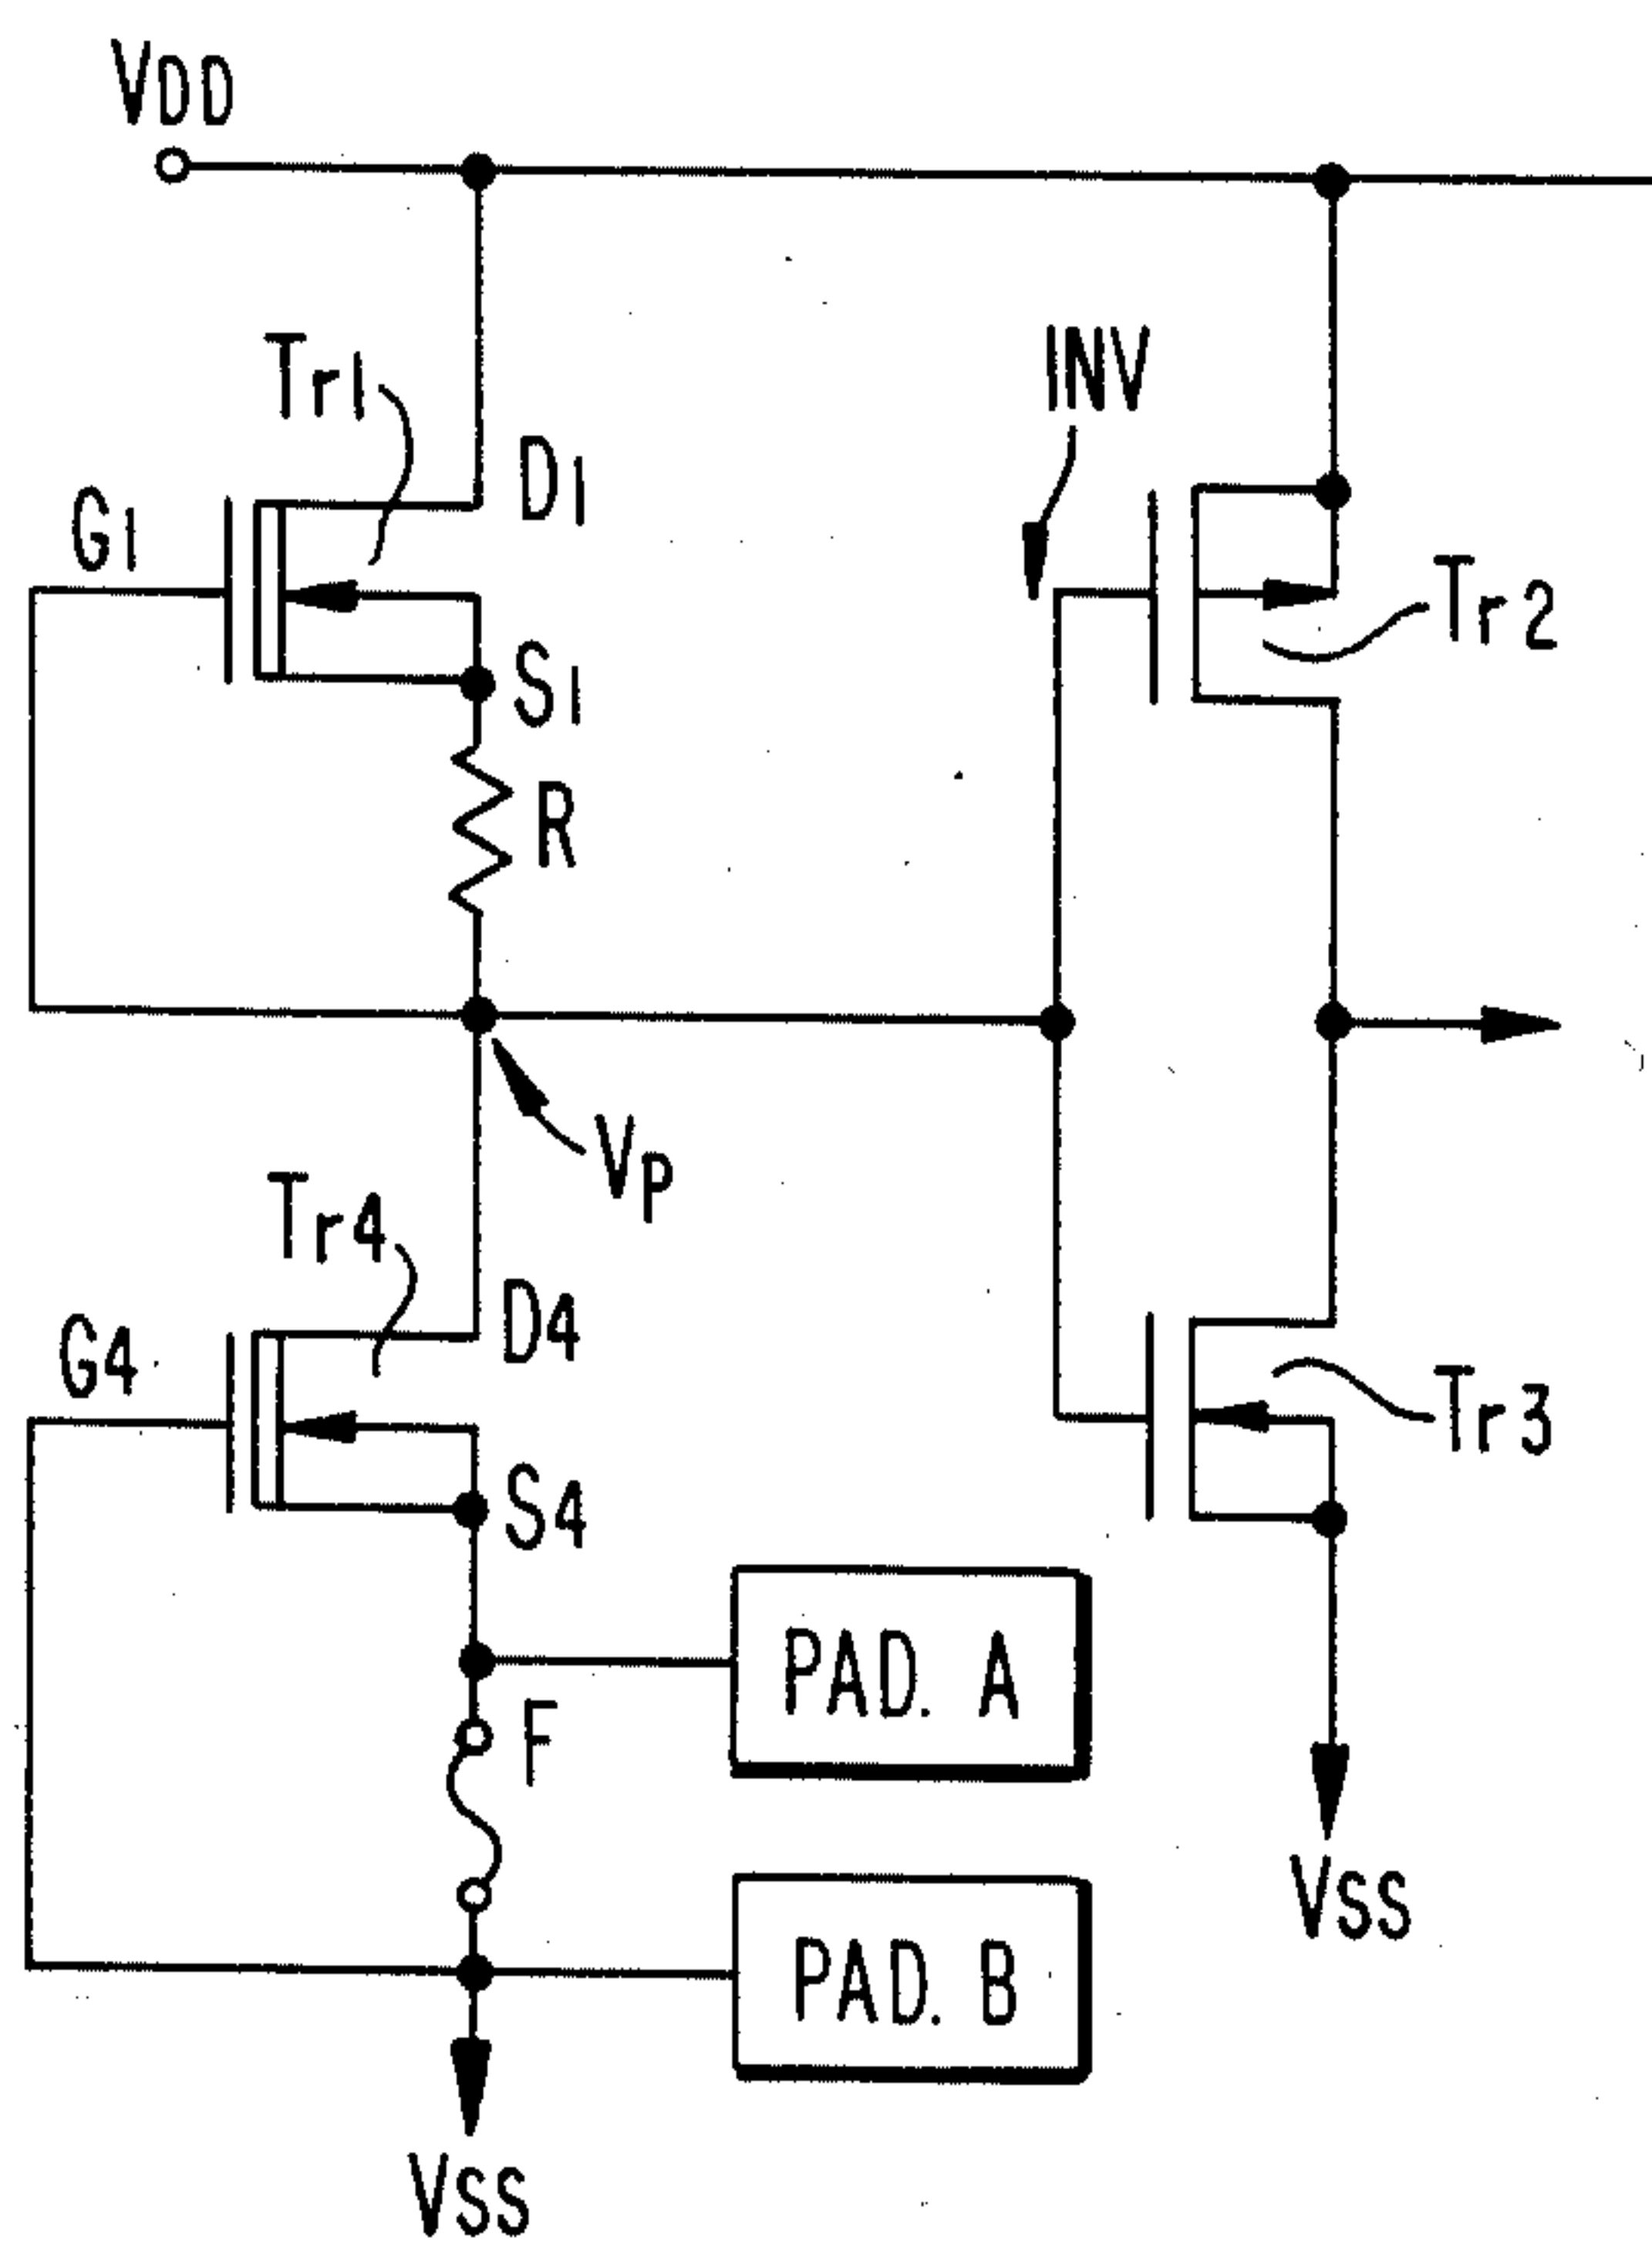 VDD
Tr1
INV
D1
G1
Tr2
S1
R
VP
Tr4
D4
G4
Tr3
S4
PAD. A
F
VSS
PAD. B
VSS